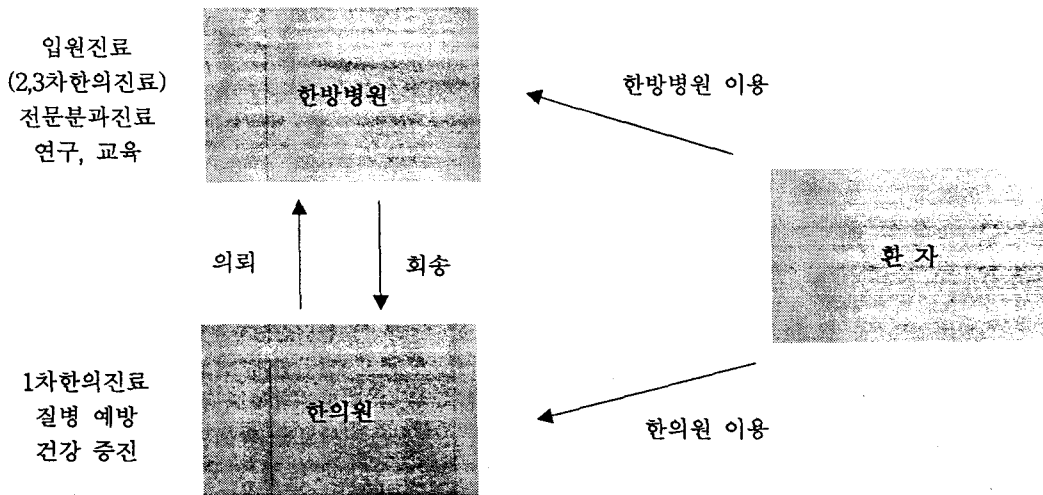 입원진료
(2,3차한의진료)
전문분과진료
연구, 교육
한방병원
한방병원 이용
환 자
의뢰
회송
1차한의진료
질병 예방
건강 증진
한의원
한의원 이용